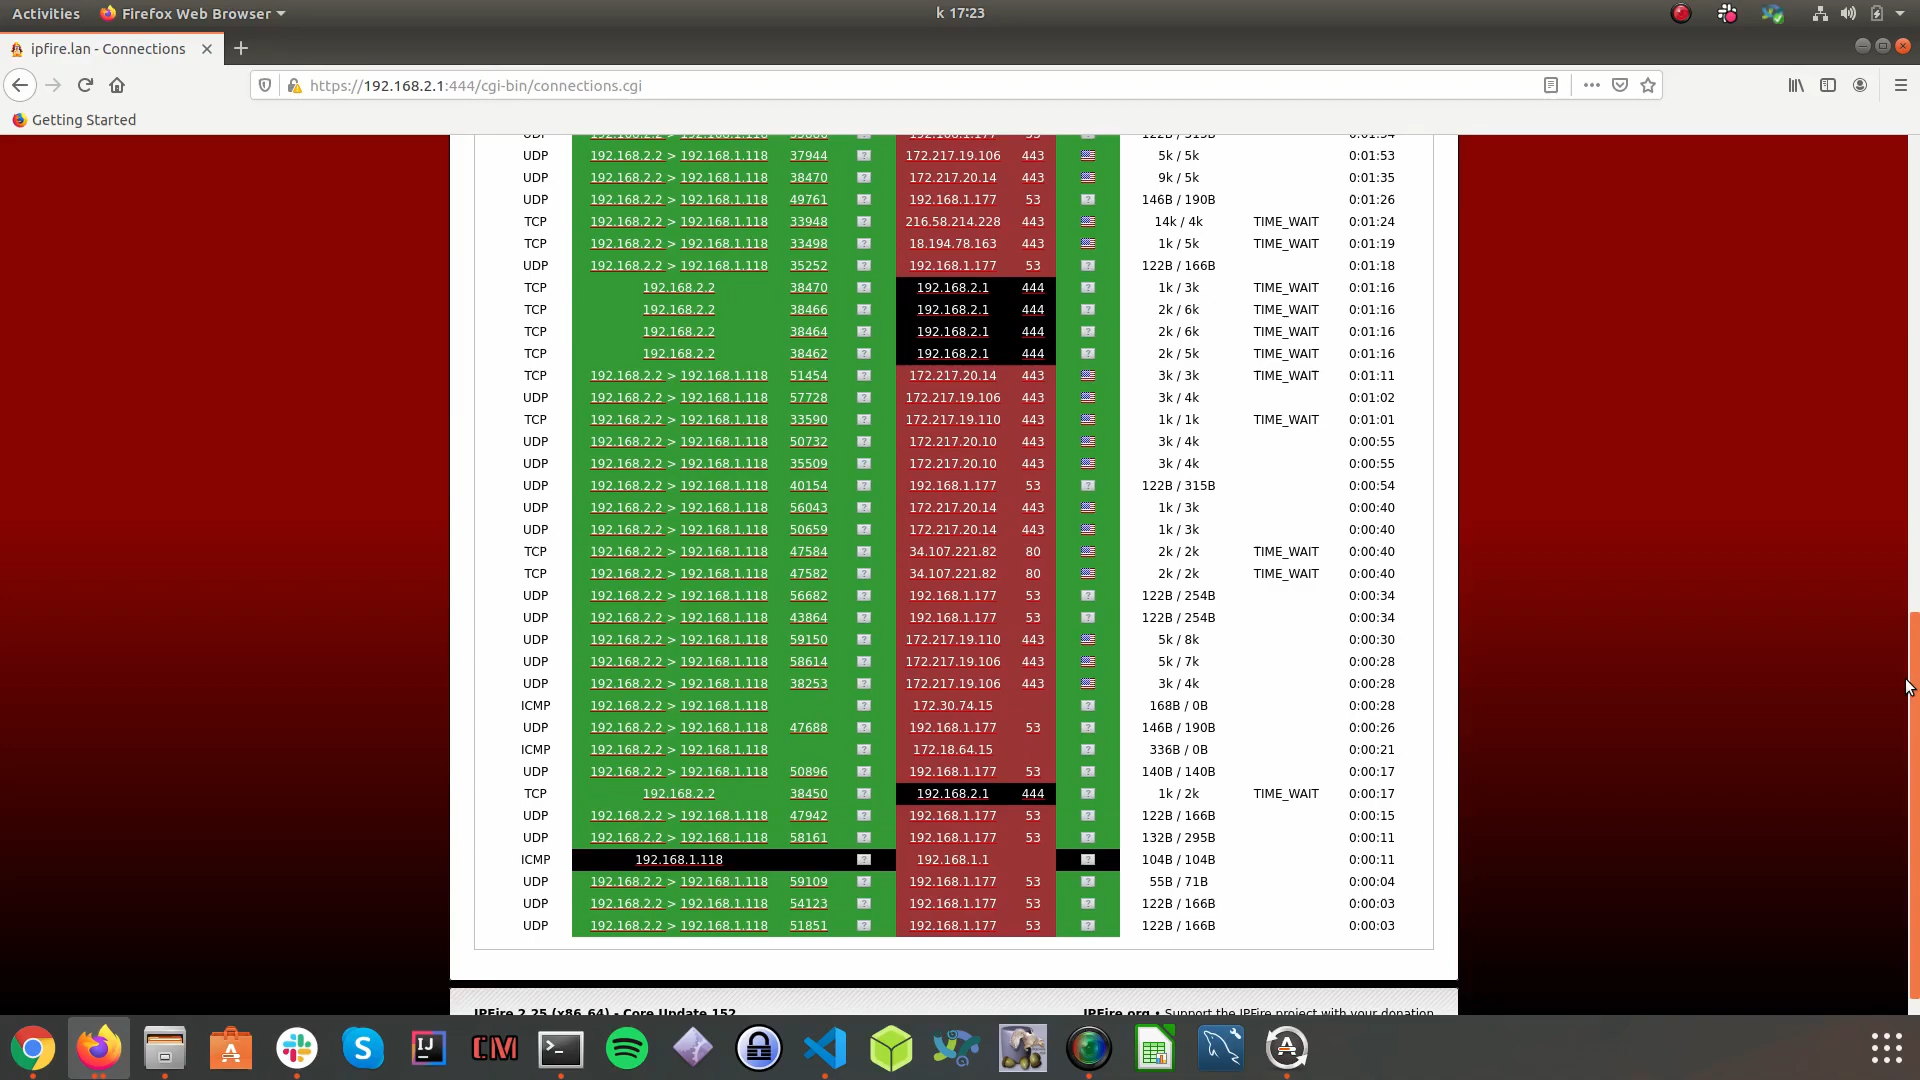 Activities Firefox Web Browser k 17:23
ipfire.lan - Connections
https://192.168.2.1:444/cgi-bin/connections.cgi
Getting Started
UDP 192.168.2.2 > 192.168.1.118 192.168.1.177 53
UDP 192.168.2.2 > 192.168.1.118 37944 ? 172.217.19.106 443 5k / 5k 0:01:53
UDP 192.168.2.2 > 192.168.1.118 38470 ? 172.217.20.14 443 9k / 5k 0:01:35
UDP 192.168.2.2 > 192.168.1.118 49761 ? 192.168.1.177 53 ? 146B / 190B 0:01:26
TCP 192.168.2.2 > 192.168.1.118 33948 ? 216.58.214.228 443 14k / 4k TIME_WAIT 0:01:24
TCP 192.168.2.2 > 192.168.1.118 33498 ? 18.194.78.163 443 1k / 5k TIME_WAIT 0:01:19
UDP 192.168.2.2 > 192.168.1.118 35252 ? 192.168.1.177 53 ? 122B / 166B 0:01:18
TCP 192.168.2.2 38470 ? 192.168.2.1 444 ? 1k / 3k TIME_WAIT 0:01:16
TCP 192.168.2.2 38466 ? 192.168.2.1 444 ? 2k / 6k TIME_WAIT 0:01:16
TCP 192.168.2.2 38464 ? 192.168.2.1 444 ? 2k / 6k TIME_WAIT 0:01:16
TCP 192.168.2.2 38462 ? 192.168.2.1 444 ? 2k / 5k TIME_WAIT 0:01:16
TCP 192.168.2.2 > 192.168.1.118 51454 ? 172.217.20.14 443 3k / 3k TIME_WAIT 0:01:11
UDP 192.168.2.2 > 192.168.1.118 57728 ? 172.217.19.106 443 3k / 4k 0:01:02
TCP 192.168.2.2 > 192.168.1.118 33590 ? 172.217.19.110 443 1k / 1k TIME_WAIT 0:01:01
UDP 192.168.2.2 > 192.168.1.118 50732 ? 172.217.20.10 443 3k / 4k 0:00:55
UDP 192.168.2.2 > 192.168.1.118 35509 ? 172.217.20.10 443 3k / 4k 0:00:55
UDP 192.168.2.2 > 192.168.1.118 40154 ? 192.168.1.177 53 ? 122B / 315B 0:00:54
UDP 192.168.2.2 > 192.168.1.118 56043 ? 172.217.20.14 443 1k / 3k 0:00:40
UDP 192.168.2.2 > 192.168.1.118 50659 ? 172.217.20.14 443 1k / 3k 0:00:40
TCP 192.168.2.2 > 192.168.1.118 47584 ? 34.107.221.82 80 2k / 2k TIME_WAIT 0:00:40
TCP 192.168.2.2 > 192.168.1.118 47582 ? 34.107.221.82 80 2k / 2k TIME_WAIT 0:00:40
UDP 192.168.2.2 > 192.168.1.118 56682 ? 192.168.1.177 53 ? 122B / 254B 0:00:34
UDP 192.168.2.2 > 192.168.1.118 43864 ? 192.168.1.177 53 ? 122B / 254B 0:00:34
UDP 192.168.2.2 > 192.168.1.118 59150 ? 172.217.19.110 443 5k / 8k 0:00:30
UDP 192.168.2.2 > 192.168.1.118 58614 ? 172.217.19.106 443 5k / 7k 0:00:28
UDP 192.168.2.2 > 192.168.1.118 38253 ? 172.217.19.106 443 3k / 4k 0:00:28
ICMP 192.168.2.2 > 192.168.1.118 ? 172.30.74.15 ? 168B / 0B 0:00:28
UDP 192.168.2.2 > 192.168.1.118 47688 ? 192.168.1.177 53 ? 146B / 190B 0:00:26
ICMP 192.168.2.2 > 192.168.1.118 ? 172.18.64.15 ? 336B / 0B 0:00:21
UDP 192.168.2.2 > 192.168.1.118 50896 ? 192.168.1.177 53 ? 140B / 140B 0:00:17
TCP 192.168.2.2 38450 ? 192.168.2.1 444 ? 1k / 2k TIME_WAIT 0:00:17
UDP 192.168.2.2 > 192.168.1.118 47942 ? 192.168.1.177 53 ? 122B / 166B 0:00:15
UDP 192.168.2.2 > 192.168.1.118 58161 ? 192.168.1.177 53 ? 132B / 295B 0:00:11
ICMP 192.168.1.118 ? 192.168.1.1 ? 104B / 104B 0:00:11
UDP 192.168.2.2 > 192.168.1.118 59109 ? 192.168.1.177 53 ? 55B / 71B 0:00:04
UDP 192.168.2.2 > 192.168.1.118 54123 ? 192.168.1.177 53 ? 122B / 166B 0:00:03
UDP 192.168.2.2 > 192.168.1.118 51851 ? 192.168.1.177 53 ? 122B / 166B 0:00:03
IPFire 2.25 (x86_64) - Core Update 152 IPFire.org • Support the IPFire project with your donation
IJ CM